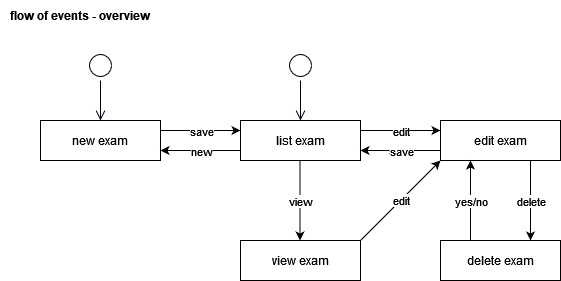 flow of events - overview
new exam
save
new
list exam
edit
save
edit exam
view
edit
yes/no
delete
view exam
delete exam